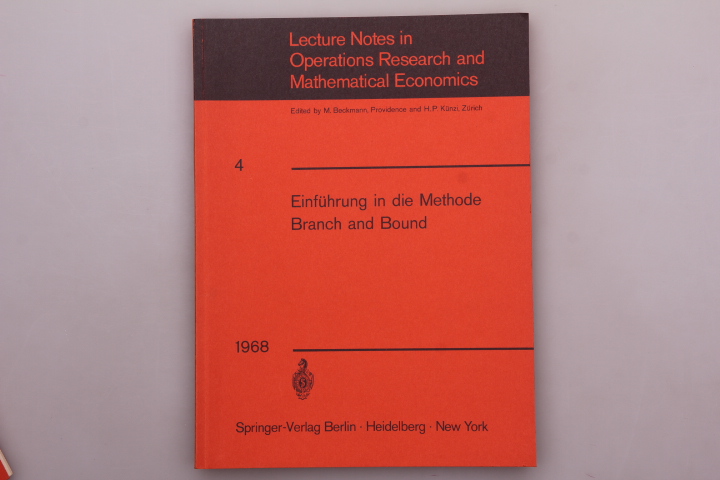 Lecture Notes in
Operations Research and
Mathematical Economics
Edited by M. Beckmann, Providence and H. P. Künzi, Zürich
4
Einführung in die Methode
Branch and Bound
1968
Springer-Verlag Berlin · Heidelberg · New York